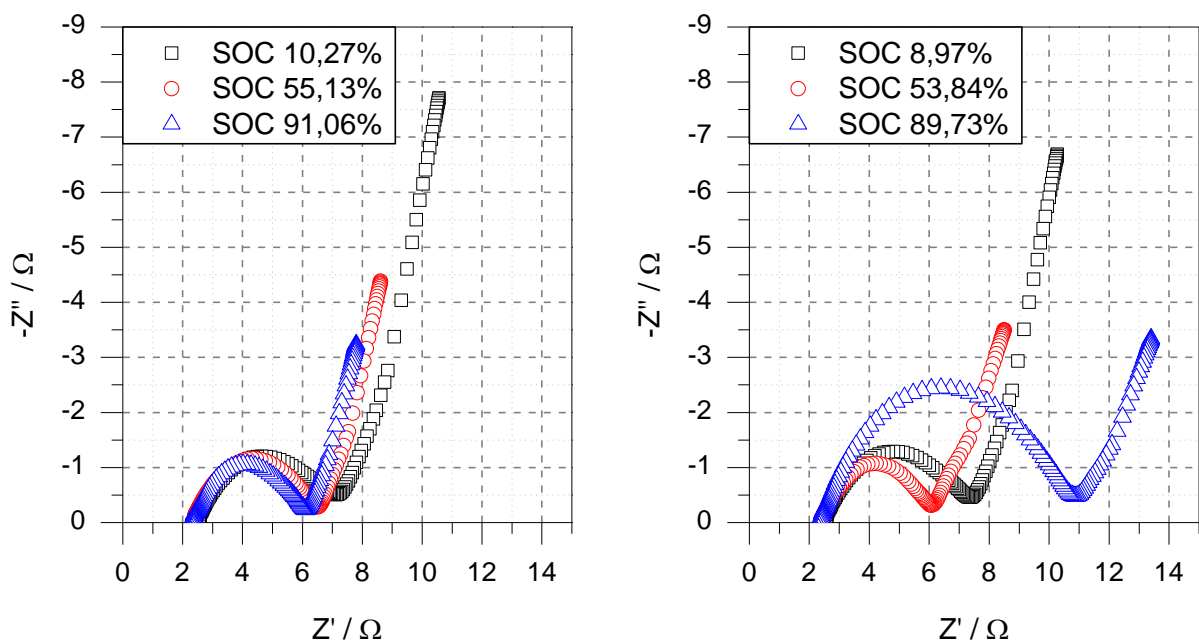 -9
-8
-7
-6
-5
-4
-3
-2
-1
0
-Z'' / Ω
SOC 10,27%
SOC 55,13%
SOC 91,06%
0 2 4 6 8 10 12 14
Z' / Ω
-9
-8
-7
-6
-5
-4
-3
-2
-1
0
-Z'' / Ω
SOC 8,97%
SOC 53,84%
SOC 89,73%
0 2 4 6 8 10 12 14
Z' / Ω